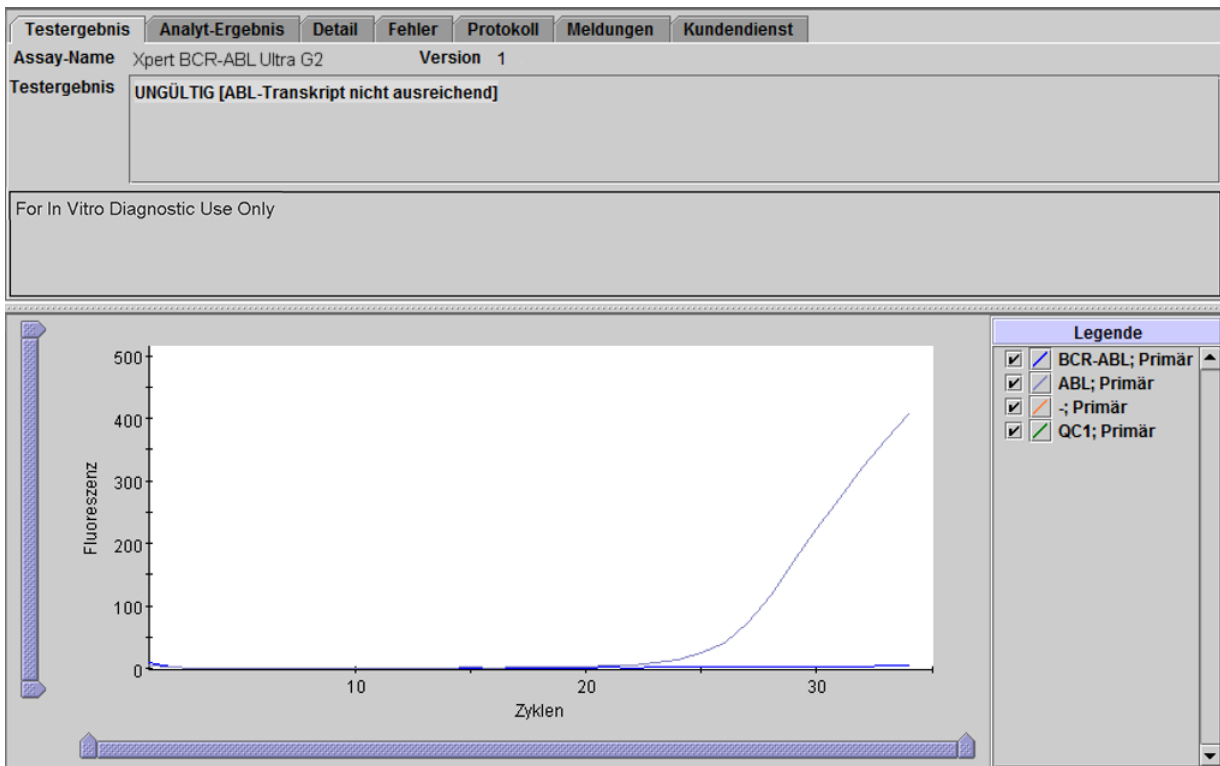 Testergebnis Analyt-Ergebnis Detail Fehler Protokoll Meldungen Kundendienst
Assay-Name Xpert BCR-ABL Ultra G2 Version 1
Testergebnis UNGÜLTIG [ABL-Transkript nicht ausreichend]
For In Vitro Diagnostic Use Only
500
400
300
200
100
0
Fluoreszenz
10 20 30
Zyklen
Legende
BCR-ABL; Primär
ABL; Primär
-; Primär
QC1; Primär